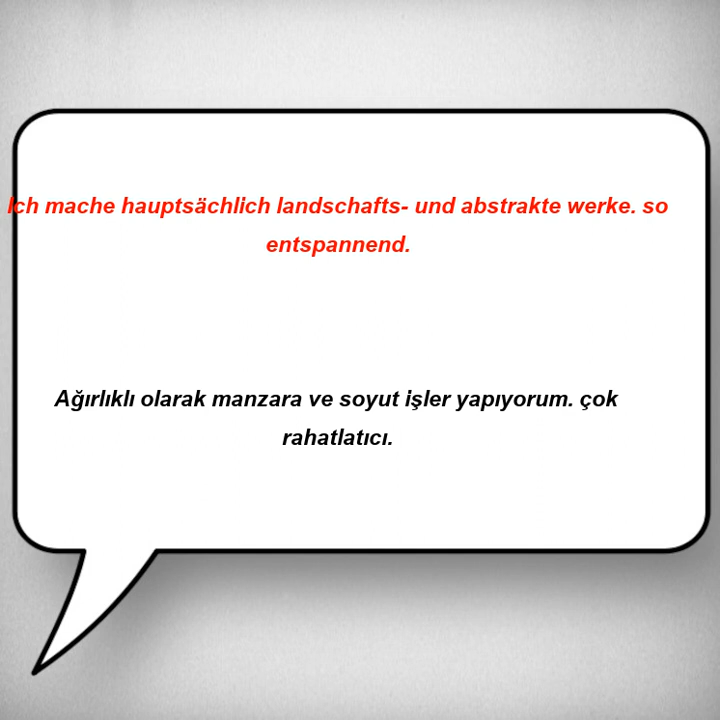 Ich mache hauptsächlich landschafts- und abstrakte werke. so
entspannend.
Ağırlıklı olarak manzara ve soyut işler yapıyorum. çok
rahatlatıcı.